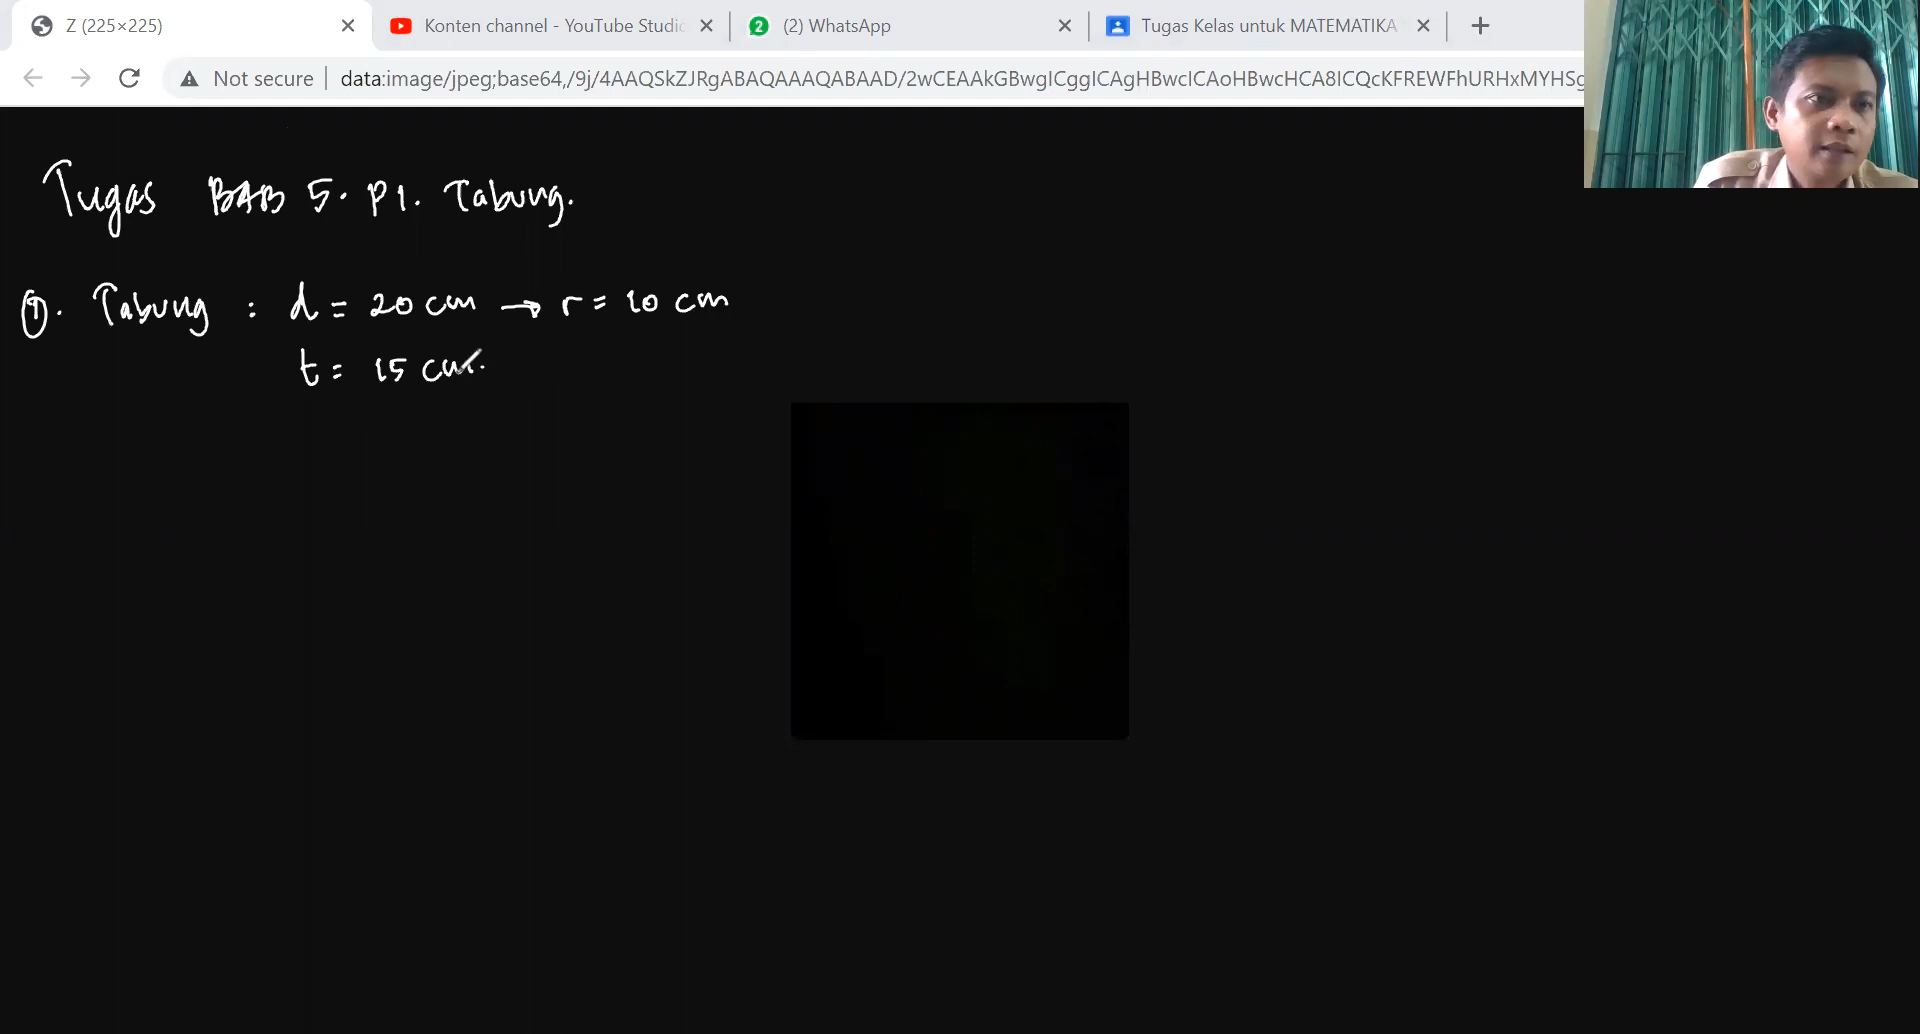 Z (225×225)
Konten channel - YouTube Studio
2 (2) WhatsApp
Tugas Kelas untuk MATEMATIKA
Not secure | data:image/jpeg;base64,/9j/4AAQSkZJRgABAQAAAQABAAD/2wCEAAkGBwgICggICAgHBwcICAoHBwcHCA8ICQcKFREWFhURHxMYHSg
Tugas BAB 5. P1. Tabung.
1. Tabung : d = 20 cm → r = 10 cm
t = 15 cm.